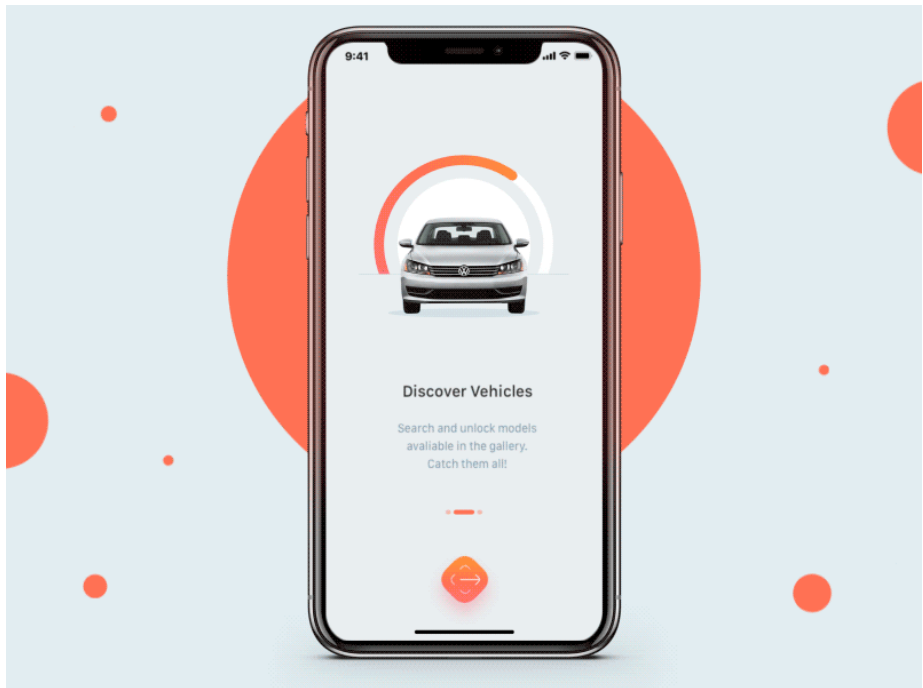 9:41
Discover Vehicles
Search and unlock models
avaliable in the gallery.
Catch them all!